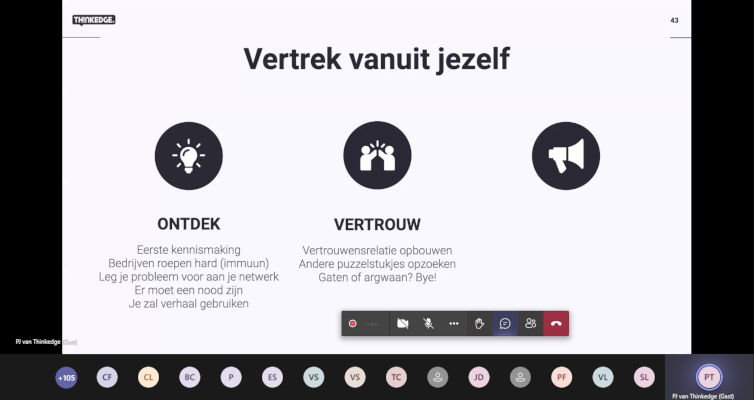 THINKEDGE.
43
Vertrek vanuit jezelf
ONTDEK
Eerste kennismaking
Bedrijven roepen hard (immuun)
Leg je probleem voor aan je netwerk
Er moet een nood zijn
Je zal verhaal gebruiken
VERTROUW
Vertrouwensrelatie opbouwen
Andere puzzelstukjes opzoeken
Gaten of argwaan? Bye!
PJ van Thinkedge (Gast)
+105
CF
CL
BC
P
ES
VS
VS
TC
JD
PF
VL
SL
PT
PJ van Thinkedge (Gast)